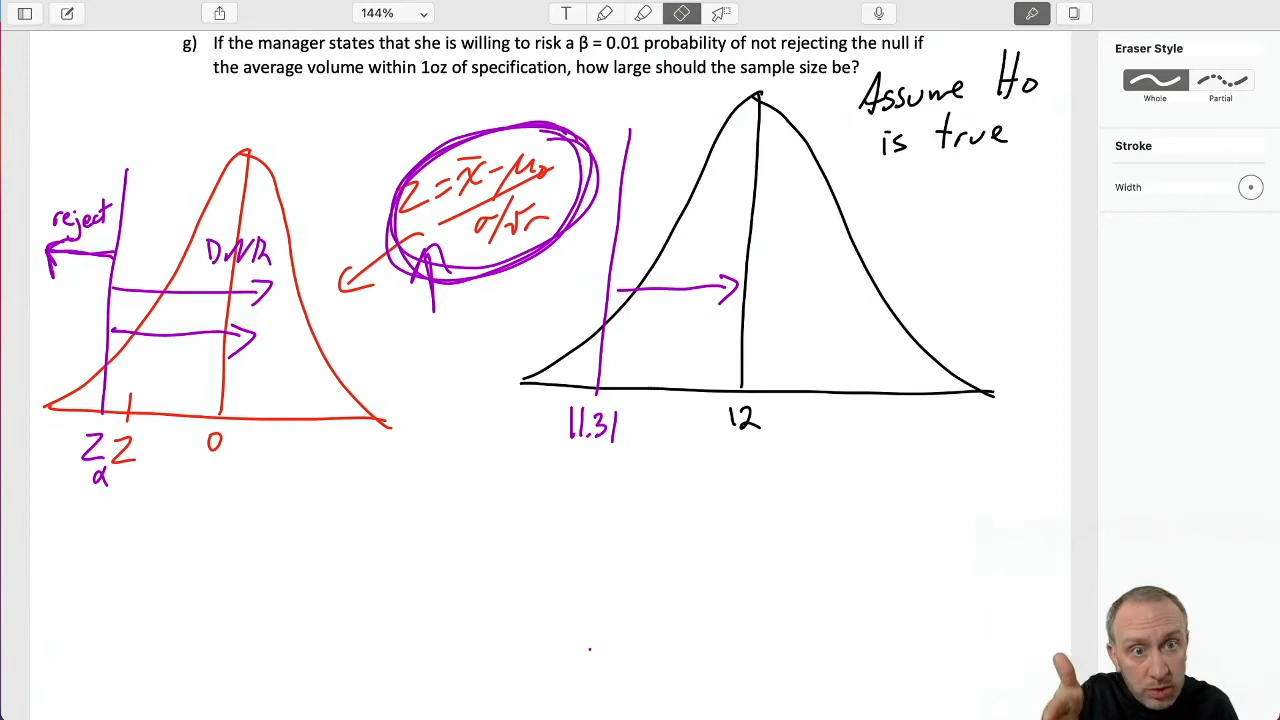 144%
T
g) If the manager states that she is willing to risk a β = 0.01 probability of not rejecting the null if
the average volume within 1oz of specification, how large should the sample size be?
Assume H0
is true
Eraser Style
Whole
Partial
Stroke
Width
reject
DNR
Z = x̄ - μ0
σ/√n
Zα
Z
0
11.31
12